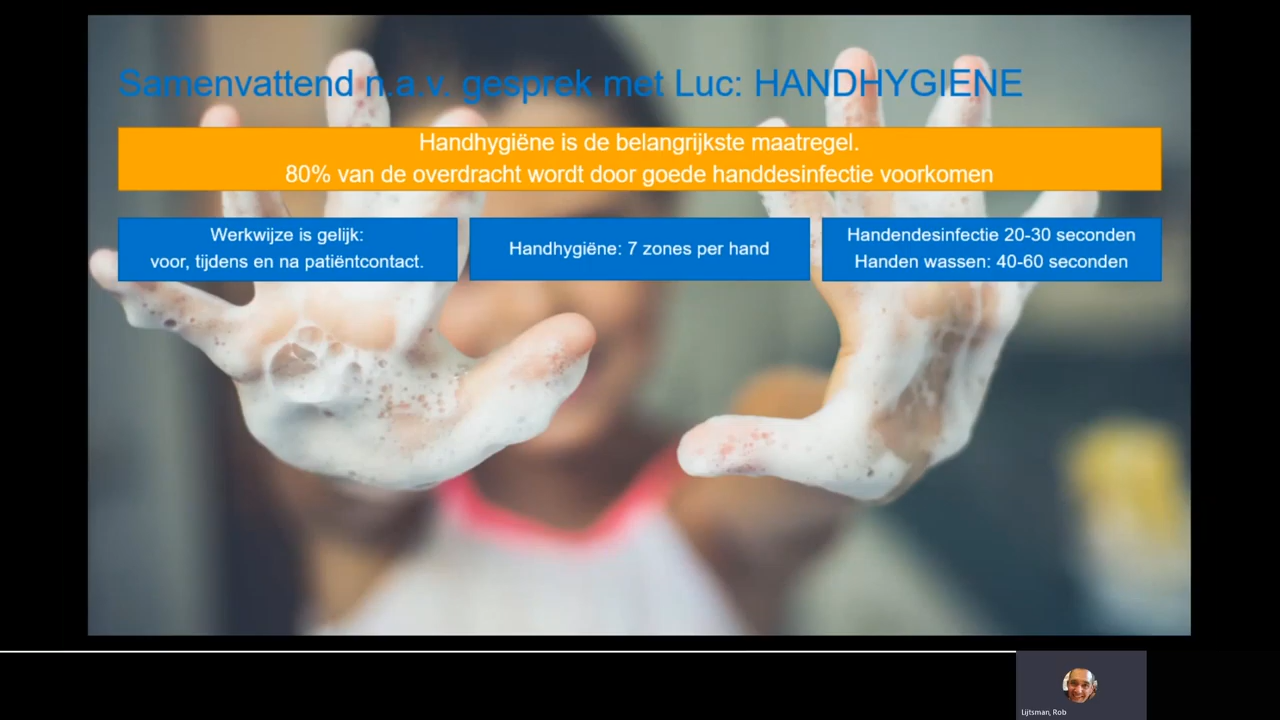 Samenvattend n.a.v. gesprek met Luc: HANDHYGIENE
Handhygiëne is de belangrijkste maatregel.
80% van de overdracht wordt door goede handdesinfectie voorkomen
Werkwijze is gelijk:
voor, tijdens en na patiëntcontact.
Handhygiëne: 7 zones per hand
Handendesinfectie 20-30 seconden
Handen wassen: 40-60 seconden
Lijtsman, Rob